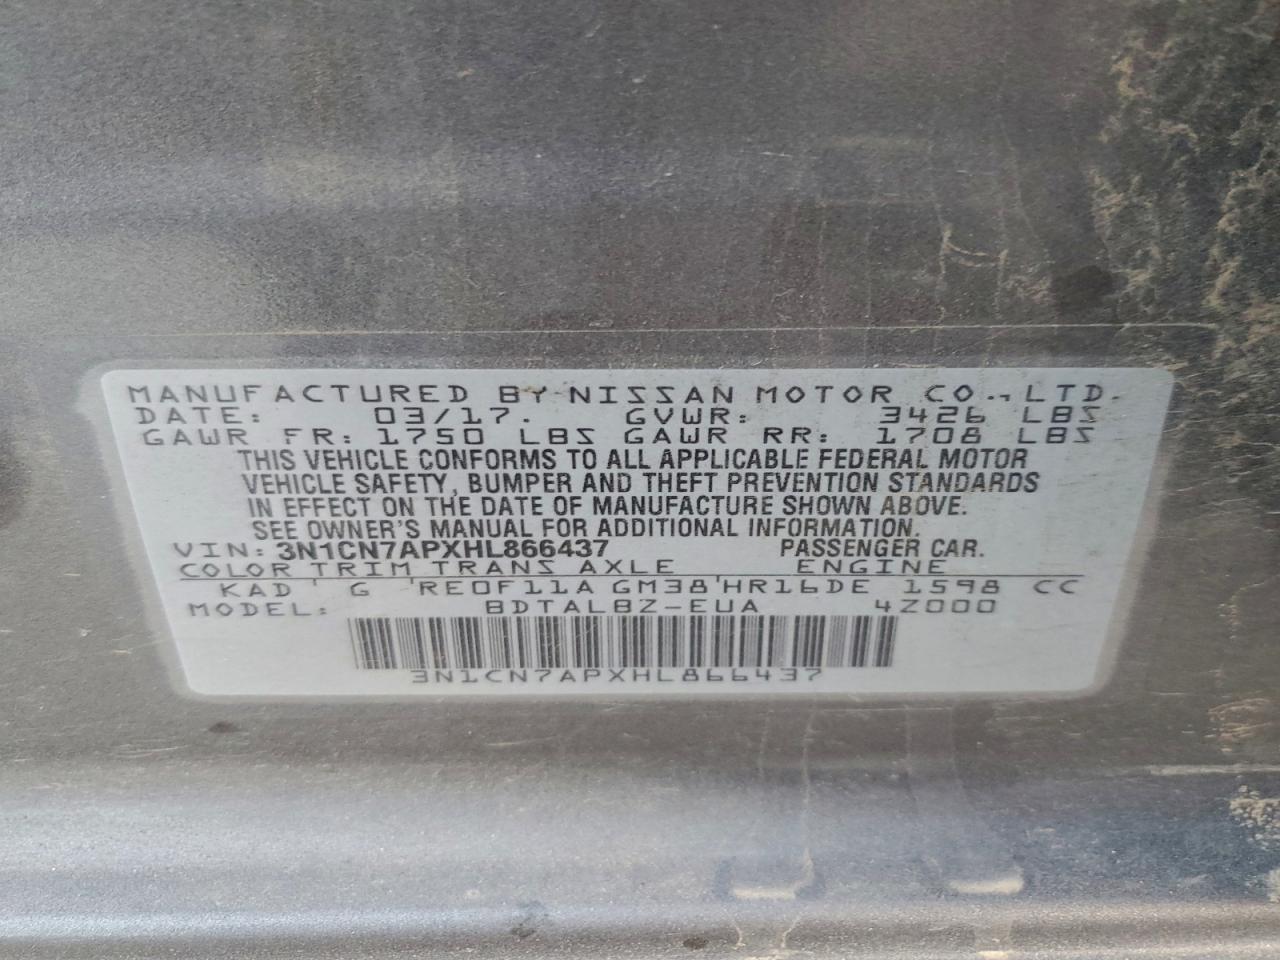 MANUFACTURED BY NISSAN MOTOR CO., LTD.
DATE: 03/17. GVWR: 3426 LBS
GAWR FR: 1750 LBS GAWR RR: 1708 LBS
THIS VEHICLE CONFORMS TO ALL APPLICABLE FEDERAL MOTOR
VEHICLE SAFETY, BUMPER AND THEFT PREVENTION STANDARDS
IN EFFECT ON THE DATE OF MANUFACTURE SHOWN ABOVE.
SEE OWNER'S MANUAL FOR ADDITIONAL INFORMATION.
VIN: 3N1CN7APXHL866437 PASSENGER CAR.
COLOR TRIM TRANS AXLE ENGINE
KAD ' G 'RE0F11A GM38'HR16DE 1598 CC
MODEL: BDTALBZ-EUA 4Z000
3N1CN7APXHL866437